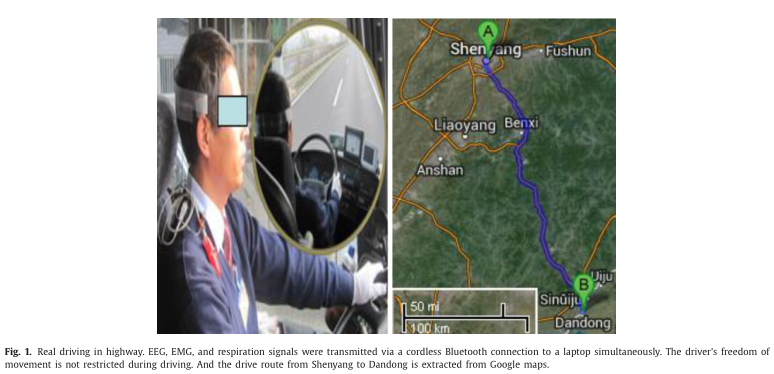 A
Shenyang
Fushun
Liaoyang
Benxi
Anshan
B
Uiju
Sinŭiju
Dandong
50 mi
100 km
Fig. 1. Real driving in highway. EEG, EMG, and respiration signals were transmitted via a cordless Bluetooth connection to a laptop simultaneously. The driver's freedom of
movement is not restricted during driving. And the drive route from Shenyang to Dandong is extracted from Google maps.